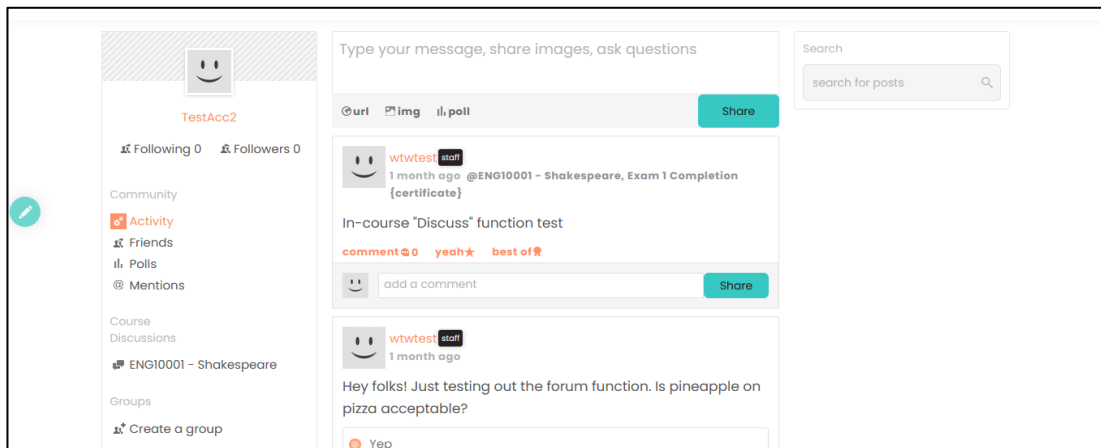 TestAcc2
Following 0 Followers 0
Community
Activity
Friends
Polls
@ Mentions
Course
Discussions
ENG10001 - Shakespeare
Groups
Create a group
Type your message, share images, ask questions
url img poll Share
wtwtest staff
1 month ago @ENG10001 - Shakespeare, Exam 1 Completion
{certificate}
In-course "Discuss" function test
comment 0 yeah best of
add a comment Share
wtwtest staff
1 month ago
Hey folks! Just testing out the forum function. Is pineapple on
pizza acceptable?
Yep
Search
search for posts